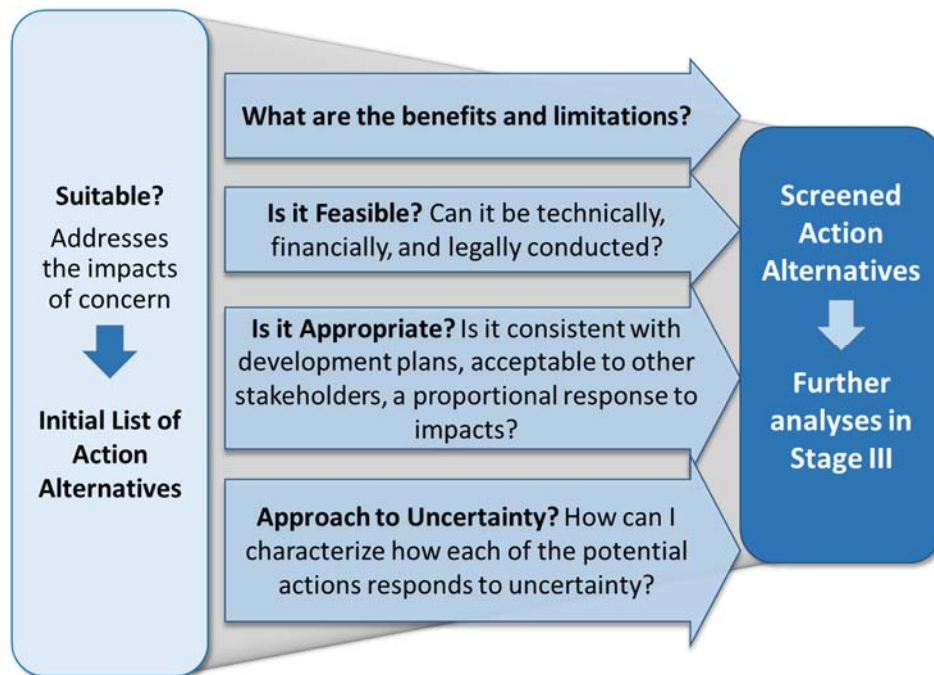 Suitable?
Addresses
the impacts
of concern
Initial List of
Action
Alternatives
What are the benefits and limitations?
Is it Feasible? Can it be technically,
financially, and legally conducted?
Is it Appropriate? Is it consistent with
development plans, acceptable to other
stakeholders, a proportional response to
impacts?
Approach to Uncertainty? How can I
characterize how each of the potential
actions responds to uncertainty?
Screened
Action
Alternatives
Further
analyses in
Stage III